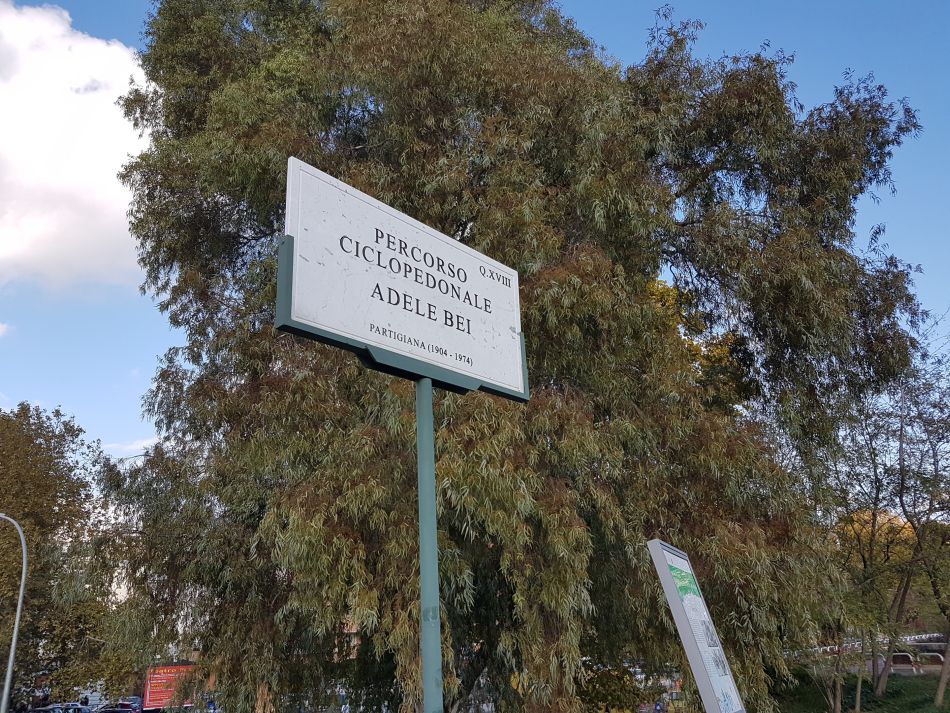 PERCORSO
CICLOPEDONALE
Q.XVIII
ADELE BEI
PARTIGIANA (1904 - 1974)